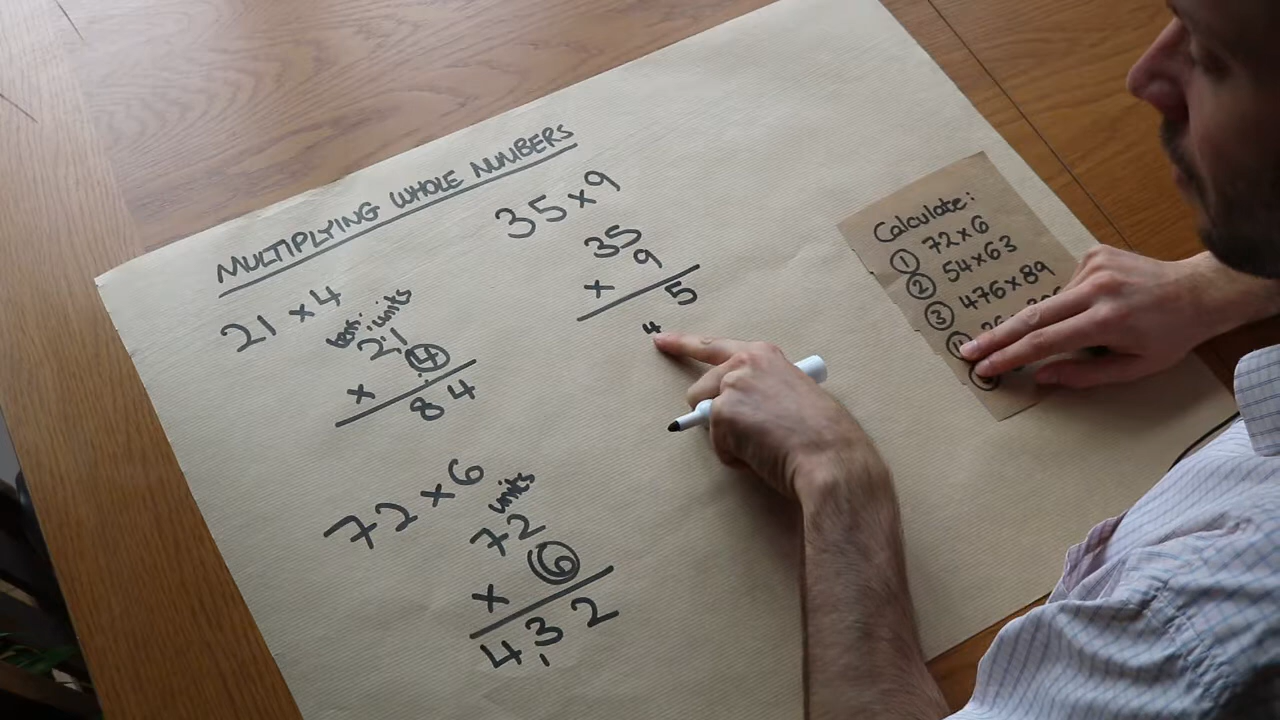 MULTIPLYING WHOLE NUMBERS
21 × 4
tens units
21
× 4
84
72 × 6
units
72
× 6
432
1
35 × 9
35
× 9
5
4
Calculate:
1 72 × 6
2 54 × 63
3 476 × 89